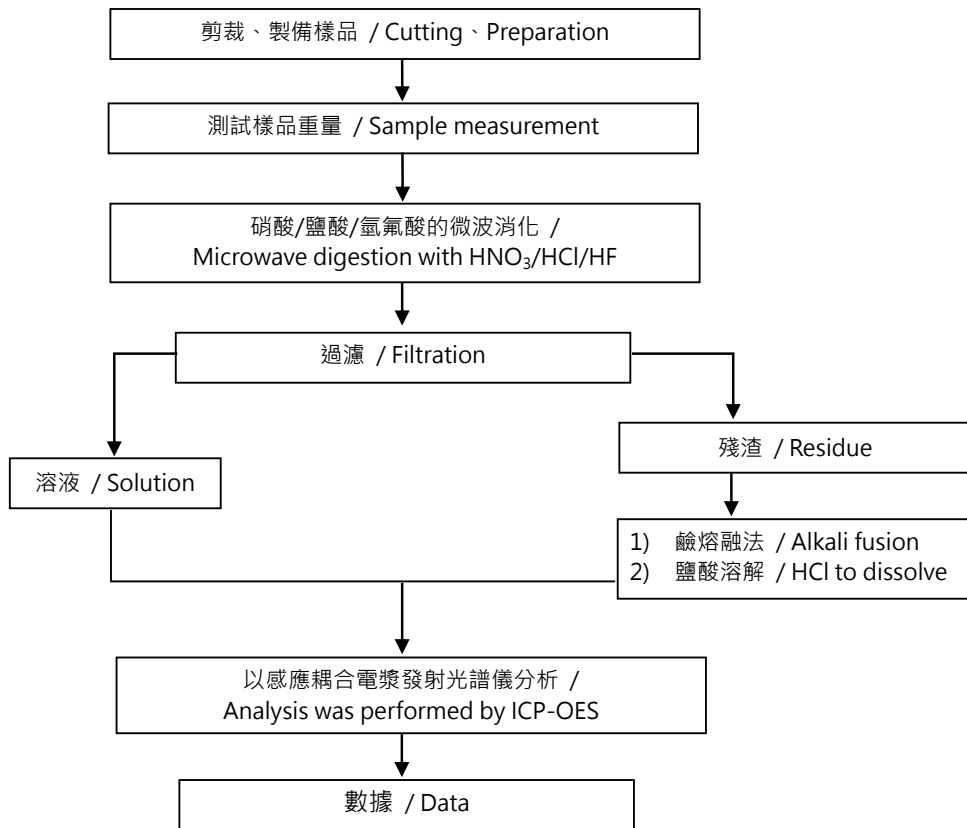 剪裁、製備樣品 / Cutting、Preparation
測試樣品重量 / Sample measurement
硝酸/鹽酸/氫氟酸的微波消化 /
Microwave digestion with HNO₃/HCl/HF
過濾 / Filtration
溶液 / Solution
殘渣 / Residue
1) 鹼熔融法 / Alkali fusion
2) 鹽酸溶解 / HCl to dissolve
以感應耦合電漿發射光譜儀分析 /
Analysis was performed by ICP-OES
數據 / Data